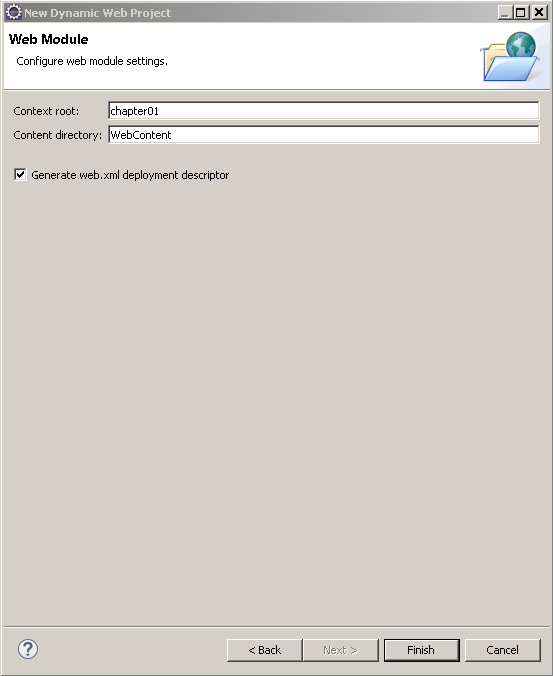 New Dynamic Web Project
Web Module
Configure web module settings.
Context root: chapter01
Content directory: WebContent
Generate web.xml deployment descriptor
? < Back Next > Finish Cancel